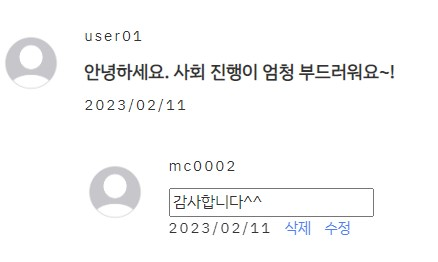 user01
안녕하세요. 사회 진행이 엄청 부드러워요~!
2023/02/11
mc0002
감사합니다^^
2023/02/11 삭제 수정